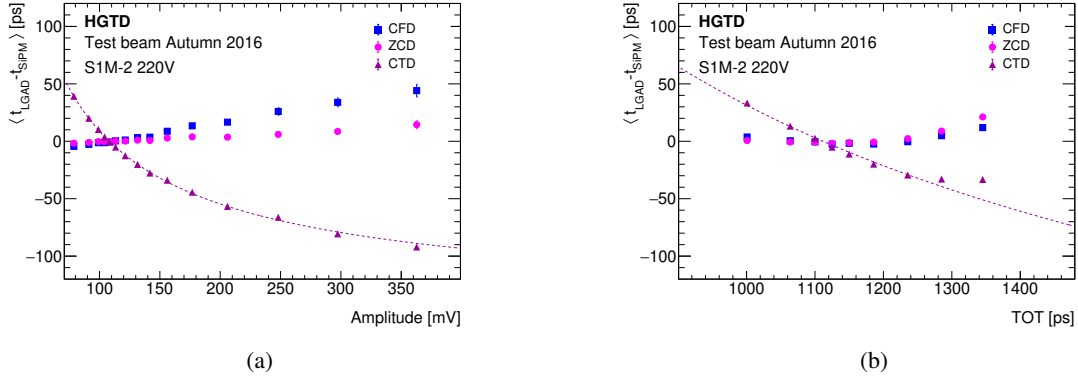 ⟨ t_LGAD-t_SiPM ⟩ [ps]
100
50
0
−50
−100
HGTD
Test beam Autumn 2016
S1M-2 220V
CFD
ZCD
CTD
100 150 200 250 300 350
Amplitude [mV]
(a)
⟨ t_LGAD-t_SiPM ⟩ [ps]
100
50
0
−50
−100
HGTD
Test beam Autumn 2016
S1M-2 220V
CFD
ZCD
CTD
1000 1100 1200 1300 1400
TOT [ps]
(b)